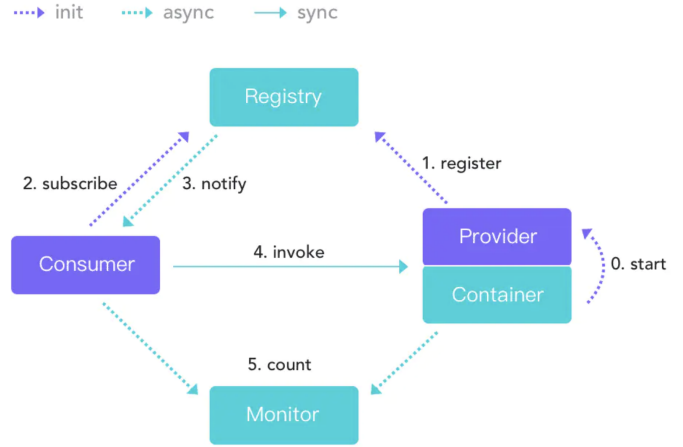 init async sync
Registry
1. register
2. subscribe 3. notify
Provider
4. invoke
Consumer
0. start
Container
5. count
Monitor